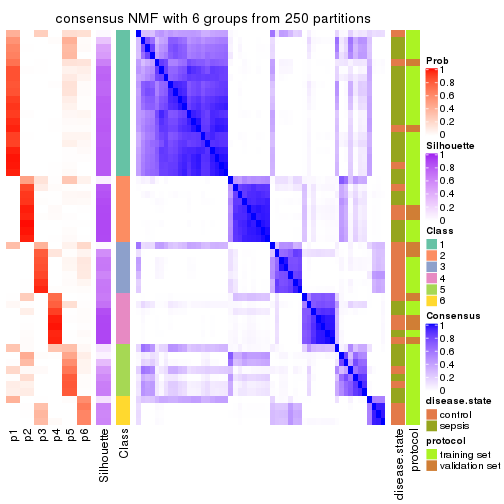 consensus NMF with 6 groups from 250 partitions
Prob
1
0.8
0.6
0.4
0.2
0
Silhouette
1
0.8
0.6
0.4
0.2
0
Class
1
2
3
4
5
6
Consensus
1
0.8
0.6
0.4
0.2
0
disease.state
control
sepsis
protocol
training set
validation set
p1
p2
p3
p4
p5
p6
Silhouette
Class
disease.state
protocol